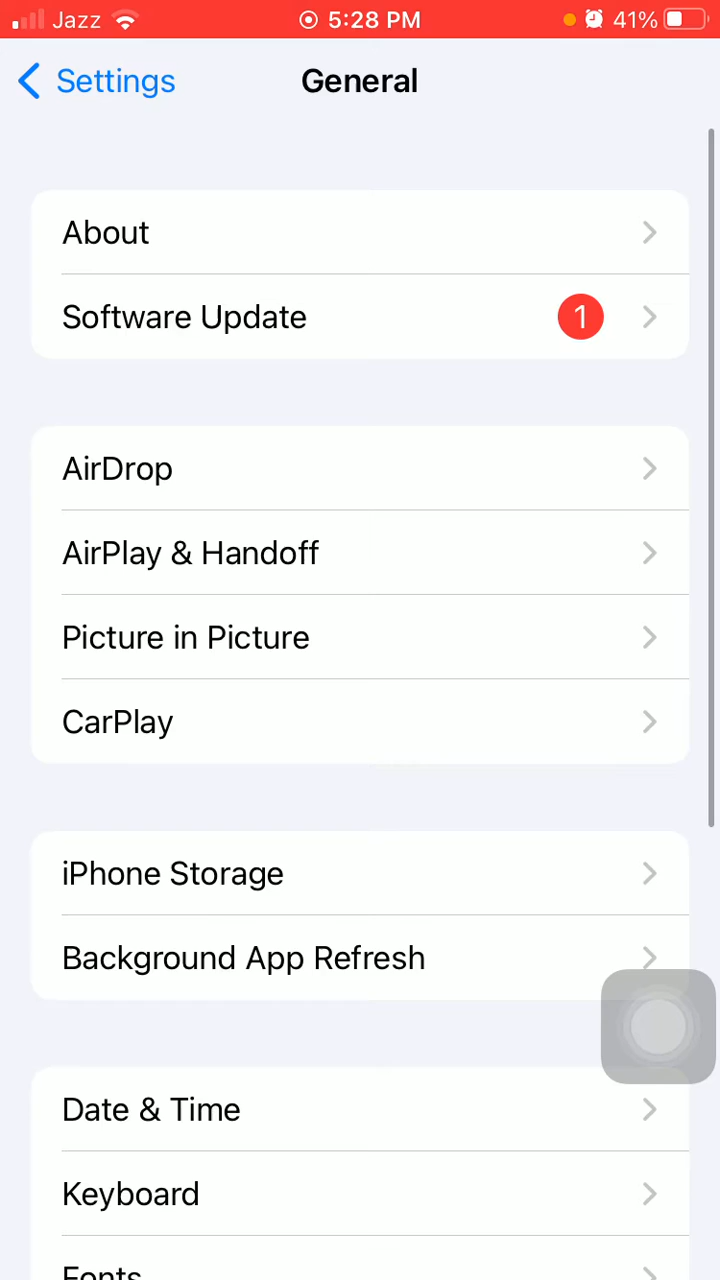 Jazz 5:28 PM 41%
Settings General
About
Software Update 1
AirDrop
AirPlay & Handoff
Picture in Picture
CarPlay
iPhone Storage
Background App Refresh
Date & Time
Keyboard
Fonts